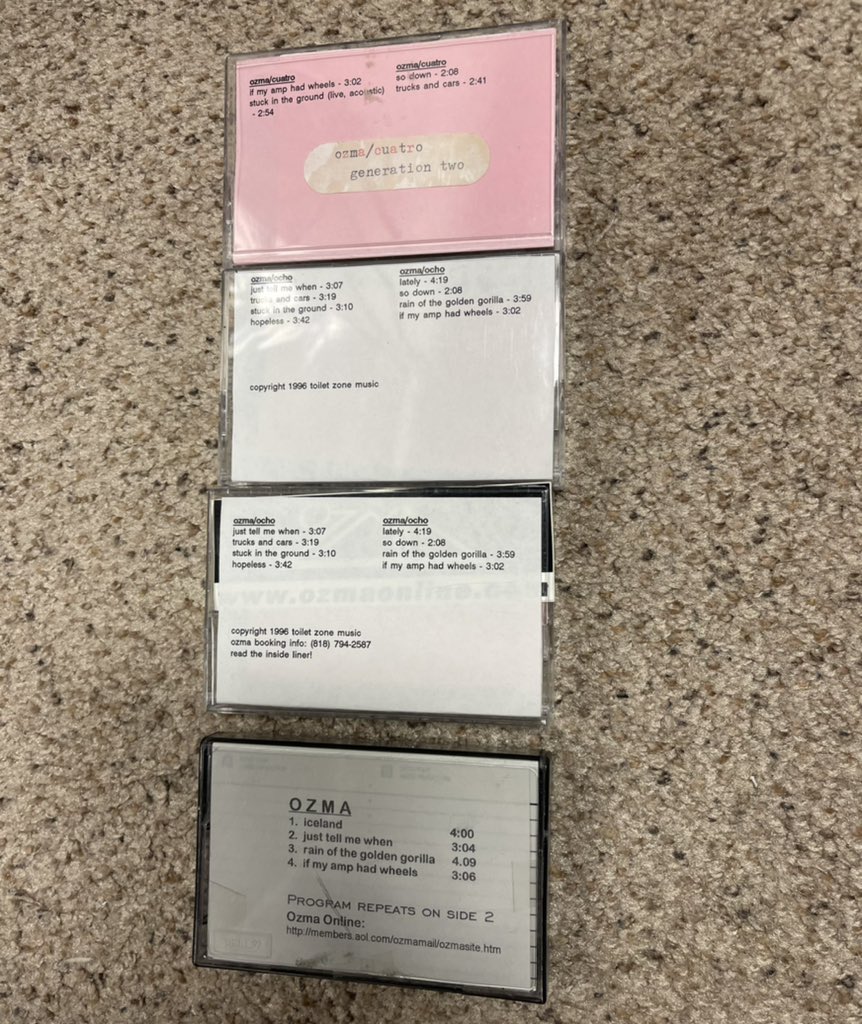 ozma/cuatro
if my amp had wheels - 3:02
stuck in the ground (live, acoustic)
- 2:54
ozma/cuatro
so down - 2:08
trucks and cars - 2:41
ozma/cuatro
generation two
ozma/ocho
just tell me when - 3:07
trucks and cars - 3:19
stuck in the ground - 3:10
hopeless - 3:42
ozma/ocho
lately - 4:19
so down - 2:08
rain of the golden gorilla - 3:59
if my amp had wheels - 3:02
copyright 1996 toilet zone music
ozma/ocho
just tell me when - 3:07
trucks and cars - 3:19
stuck in the ground - 3:10
hopeless - 3:42
ozma/ocho
lately - 4:19
so down - 2:08
rain of the golden gorilla - 3:59
if my amp had wheels - 3:02
copyright 1996 toilet zone music
ozma booking info: (818) 794-2587
read the inside liner!
OZMA
1. iceland 4:00
2. just tell me when 3:04
3. rain of the golden gorilla 4.09
4. if my amp had wheels 3:06
PROGRAM REPEATS ON SIDE 2
Ozma Online:
http://members.aol.com/ozmamail/ozmasite.htm